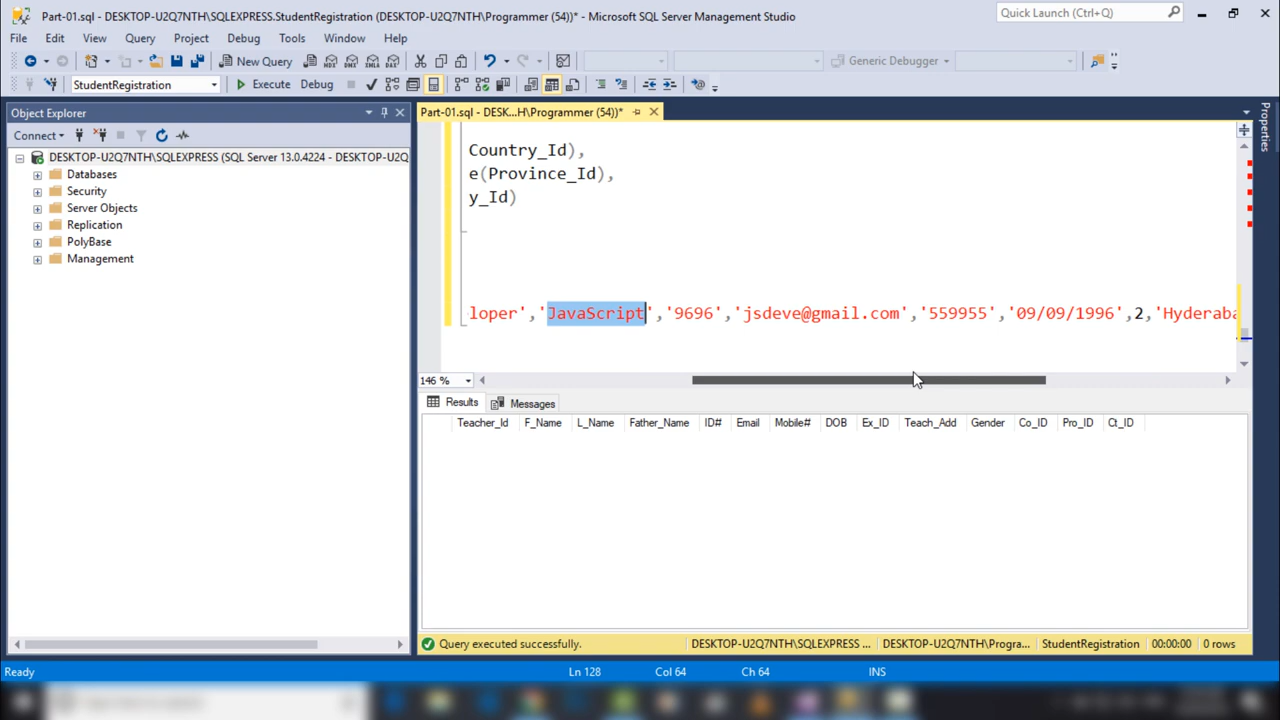 Part-01.sql - DESKTOP-U2Q7NTH\SQLEXPRESS.StudentRegistration (DESKTOP-U2Q7NTH\Programmer (54))* - Microsoft SQL Server Management Studio
Quick Launch (Ctrl+Q)
File Edit View Query Project Debug Tools Window Help
New Query
Generic Debugger
StudentRegistration Execute Debug
Object Explorer
Part-01.sql - DESK...H\Programmer (54))*
Properties
Connect
DESKTOP-U2Q7NTH\SQLEXPRESS (SQL Server 13.0.4224 - DESKTOP-U2Q
Databases
Security
Server Objects
Replication
PolyBase
Management
Country_Id),
e(Province_Id),
y_Id)
loper','JavaScript','9696','jsdeve@gmail.com','559955','09/09/1996',2,'Hyderaba
146 %
Results Messages
Teacher_Id F_Name L_Name Father_Name ID# Email Mobile# DOB Ex_ID Teach_Add Gender Co_ID Pro_ID Ct_ID
Query executed successfully. DESKTOP-U2Q7NTH\SQLEXPRESS ... DESKTOP-U2Q7NTH\Progra... StudentRegistration 00:00:00 0 rows
Ready Ln 128 Col 64 Ch 64 INS